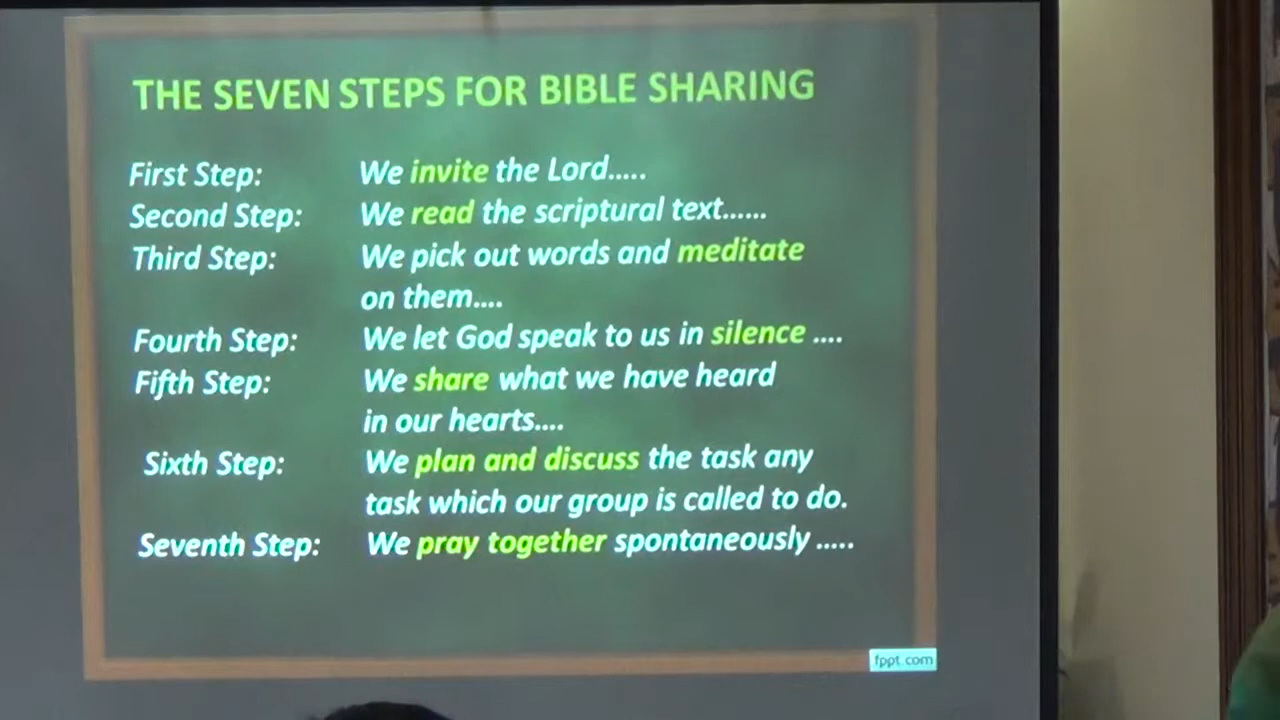 THE SEVEN STEPS FOR BIBLE SHARING
First Step: We invite the Lord.....
Second Step: We read the scriptural text......
Third Step: We pick out words and meditate
on them....
Fourth Step: We let God speak to us in silence ....
Fifth Step: We share what we have heard
in our hearts....
Sixth Step: We plan and discuss the task any
task which our group is called to do.
Seventh Step: We pray together spontaneously .....
fppt.com